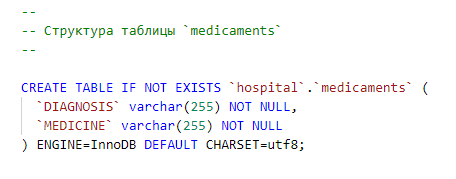 --
-- Структура таблицы `medicaments`
--
CREATE TABLE IF NOT EXISTS `hospital`.`medicaments` (
`DIAGNOSIS` varchar(255) NOT NULL,
`MEDICINE` varchar(255) NOT NULL
) ENGINE=InnoDB DEFAULT CHARSET=utf8;